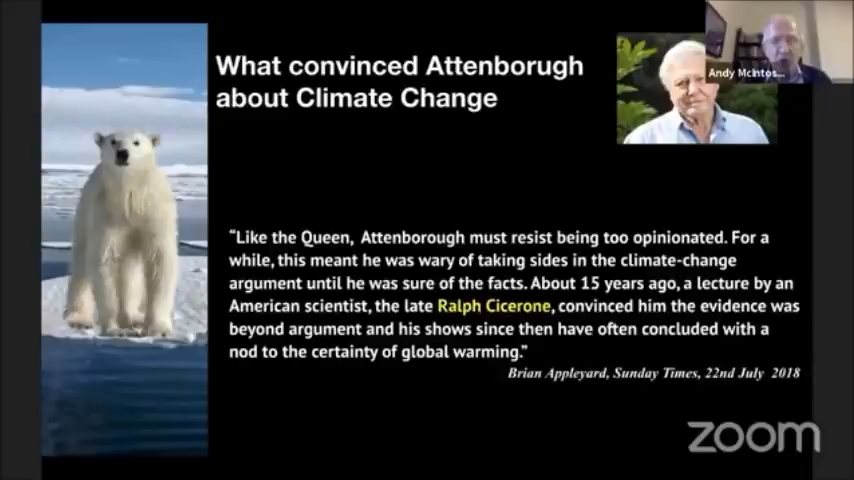 What convinced Attenborugh
about Climate Change
Andy McIntos...
“Like the Queen, Attenborough must resist being too opinionated. For a
while, this meant he was wary of taking sides in the climate-change
argument until he was sure of the facts. About 15 years ago, a lecture by an
American scientist, the late Ralph Cicerone, convinced him the evidence was
beyond argument and his shows since then have often concluded with a
nod to the certainty of global warming.”
Brian Appleyard, Sunday Times, 22nd July 2018
zoom